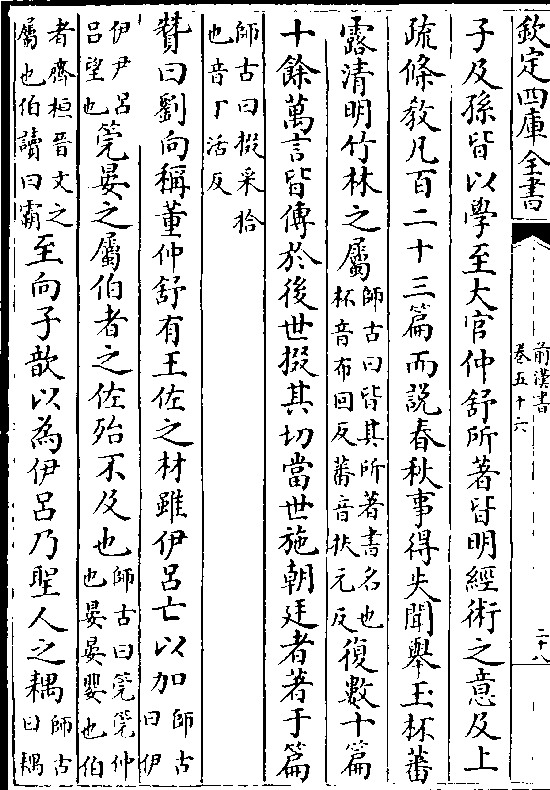 欽定四庫全書
前漢書
卷五十六
二十八
子及孫皆以學至大官仲舒所著皆明經術之意及上
疏條教凡百二十三篇而說春秋事得失聞舉玉杯蕃
露清明竹林之屬師古曰皆其所著書名也杯音布回反蕃音扶元反復數十篇
十餘萬言皆傳於後世掇其切當世施朝廷者著于篇
師古曰掇采拾也音丁活反
贊曰劉向稱董仲舒有王佐之材雖伊呂亡以加師古曰伊
伊尹呂呂望也筦晏之屬伯者之佐殆不及也師古曰筦筦仲也晏晏嬰也伯
者齊桓晉文之屬也伯讀曰霸至向子歆以為伊呂乃聖人之耦師古曰耦